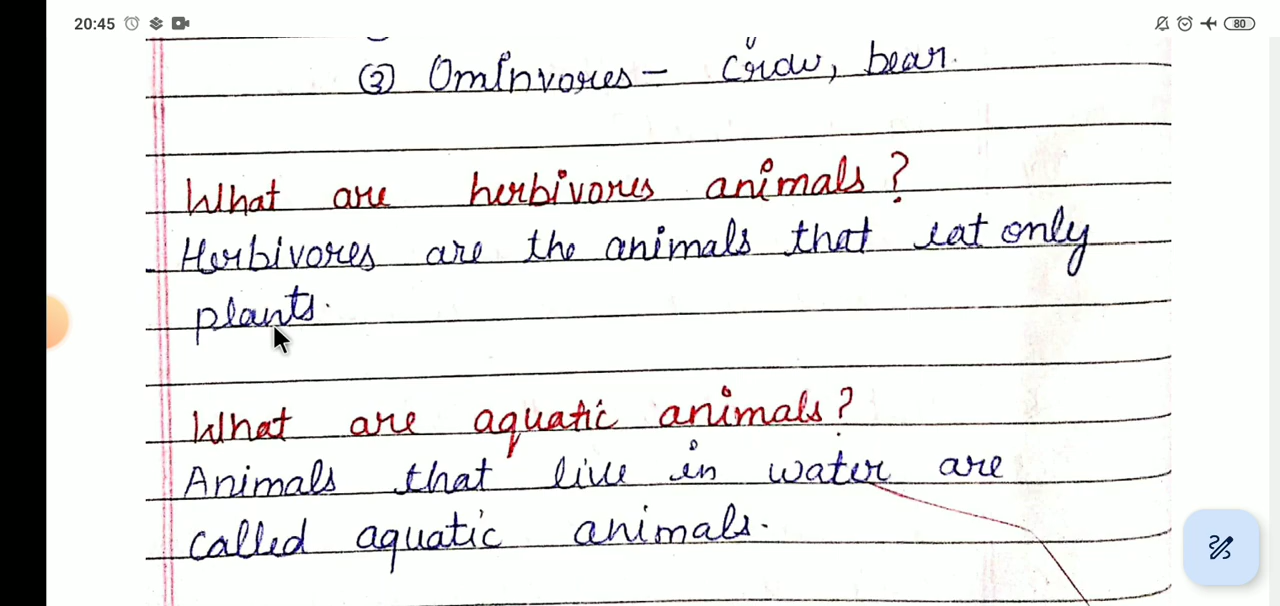 20:45
80
(3) Ominvores - Crow, bear.
What are herbivores animals?
Herbivores are the animals that eat only
plants.
What are aquatic animals?
Animals that live in water are
called aquatic animals.